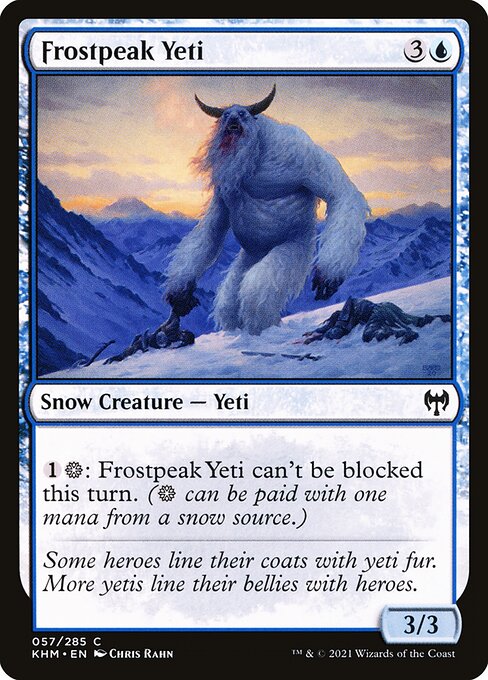 Frostpeak Yeti 3
Snow Creature — Yeti
1 : Frostpeak Yeti can't be blocked
this turn. ( can be paid with one
mana from a snow source.)
Some heroes line their coats with yeti fur.
More yetis line their bellies with heroes.
3/3
057/285 C
KHM • EN Chris Rahn
™ & © 2021 Wizards of the Coast